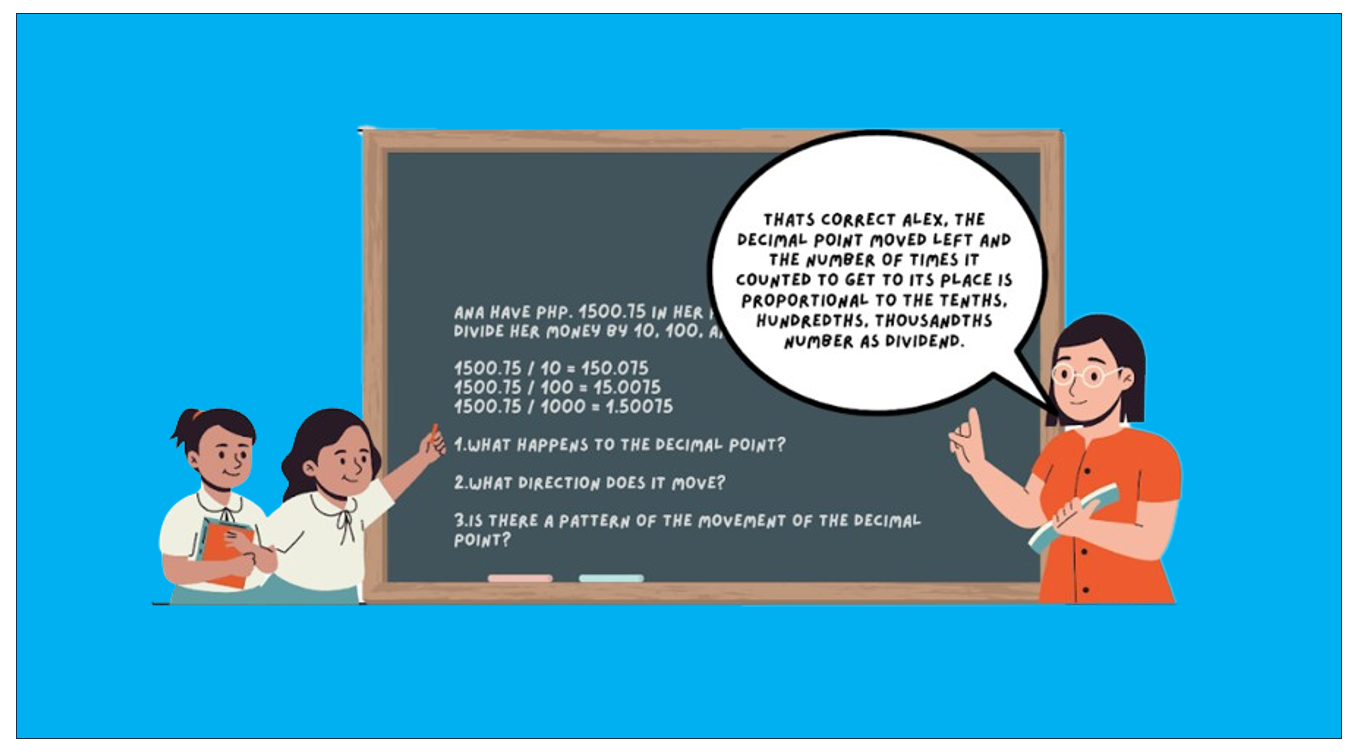 ANA HAVE PHP. 1500.75 IN HER
DIVIDE HER MONEY BY 10, 100,
1500.75 / 10 = 150.075
1500.75 / 100 = 15.0075
1500.75 / 1000 = 1.50075
1.WHAT HAPPENS TO THE DECIMAL POINT?
2.WHAT DIRECTION DOES IT MOVE?
3.IS THERE A PATTERN OF THE MOVEMENT OF THE DECIMAL
POINT?
THATS CORRECT ALEX, THE
DECIMAL POINT MOVED LEFT AND
THE NUMBER OF TIMES IT
COUNTED TO GET TO ITS PLACE IS
PROPORTIONAL TO THE TENTHS,
HUNDREDTHS, THOUSANDTHS
NUMBER AS DIVIDEND.